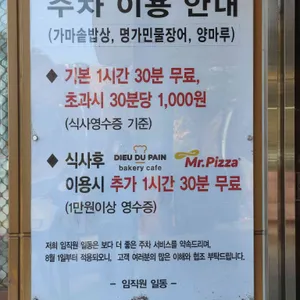 주차 이용 안내
(가마솥밥상, 명가민물장어, 양마루)
◆ 기본 1시간 30분 무료,
초과시 30분당 1,000원
(식사영수증 기준)
◆ 식사후 DIEU DU PAIN bakery cafe Mr.Pizza
이용시 추가 1시간 30분 무료
(1만원이상 영수증)
저희 임직원 일동은 보다 더 좋은 주차 서비스를 약속드리며,
8월 1일부터 적용되오니, 고객 여러분의 많은 이해와 협조 부탁드립니다.
- 임직원 일동 -